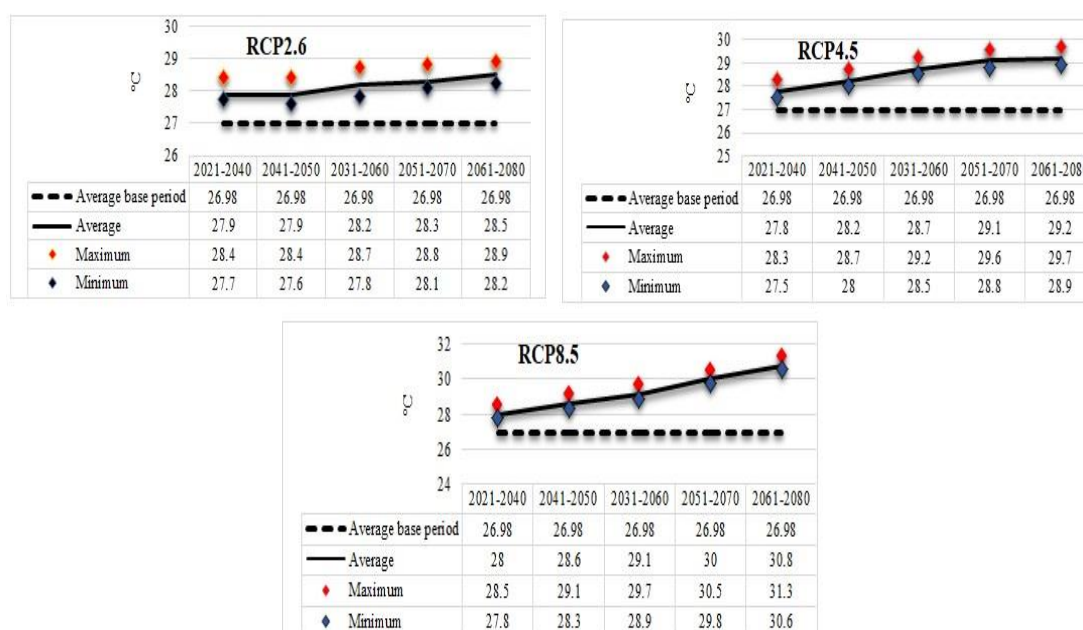 30
RCP2.6
29
28
27
26
°C
2021-2040 2041-2050 2031-2060 2051-2070 2061-2080
Average base period 26.98 26.98 26.98 26.98 26.98
Average 27.9 27.9 28.2 28.3 28.5
Maximum 28.4 28.4 28.7 28.8 28.9
Minimum 27.7 27.6 27.8 28.1 28.2
30
RCP4.5
29
28
27
26
25
°C
2021-2040 2041-2050 2031-2060 2051-2070 2061-2080
Average base period 26.98 26.98 26.98 26.98 26.98
Average 27.8 28.2 28.7 29.1 29.2
Maximum 28.3 28.7 29.2 29.6 29.7
Minimum 27.5 28 28.5 28.8 28.9
32
RCP8.5
30
28
26
24
°C
2021-2040 2041-2050 2031-2060 2051-2070 2061-2080
Average base period 26.98 26.98 26.98 26.98 26.98
Average 28 28.6 29.1 30 30.8
Maximum 28.5 29.1 29.7 30.5 31.3
Minimum 27.8 28.3 28.9 29.8 30.6